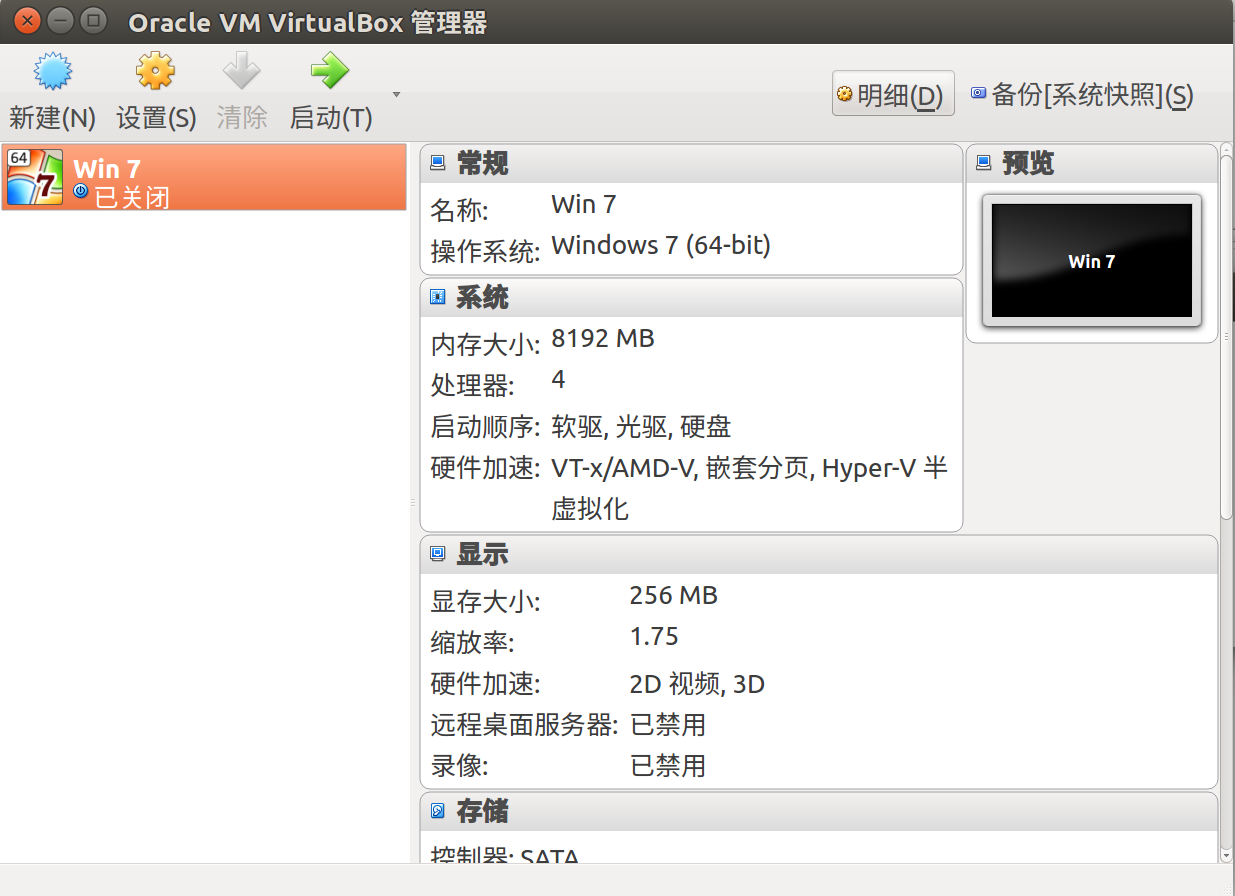 Oracle VM VirtualBox 管理器
新建(N) 设置(S) 清除 启动(T) 明细(D) 备份[系统快照](S)
64 7 Win 7
已关闭
常规
名称: Win 7
操作系统: Windows 7 (64-bit)
预览
Win 7
系统
内存大小: 8192 MB
处理器: 4
启动顺序: 软驱, 光驱, 硬盘
硬件加速: VT-x/AMD-V, 嵌套分页, Hyper-V 半
虚拟化
显示
显存大小: 256 MB
缩放率: 1.75
硬件加速: 2D 视频, 3D
远程桌面服务器: 已禁用
录像: 已禁用
存储
控制器: SATA